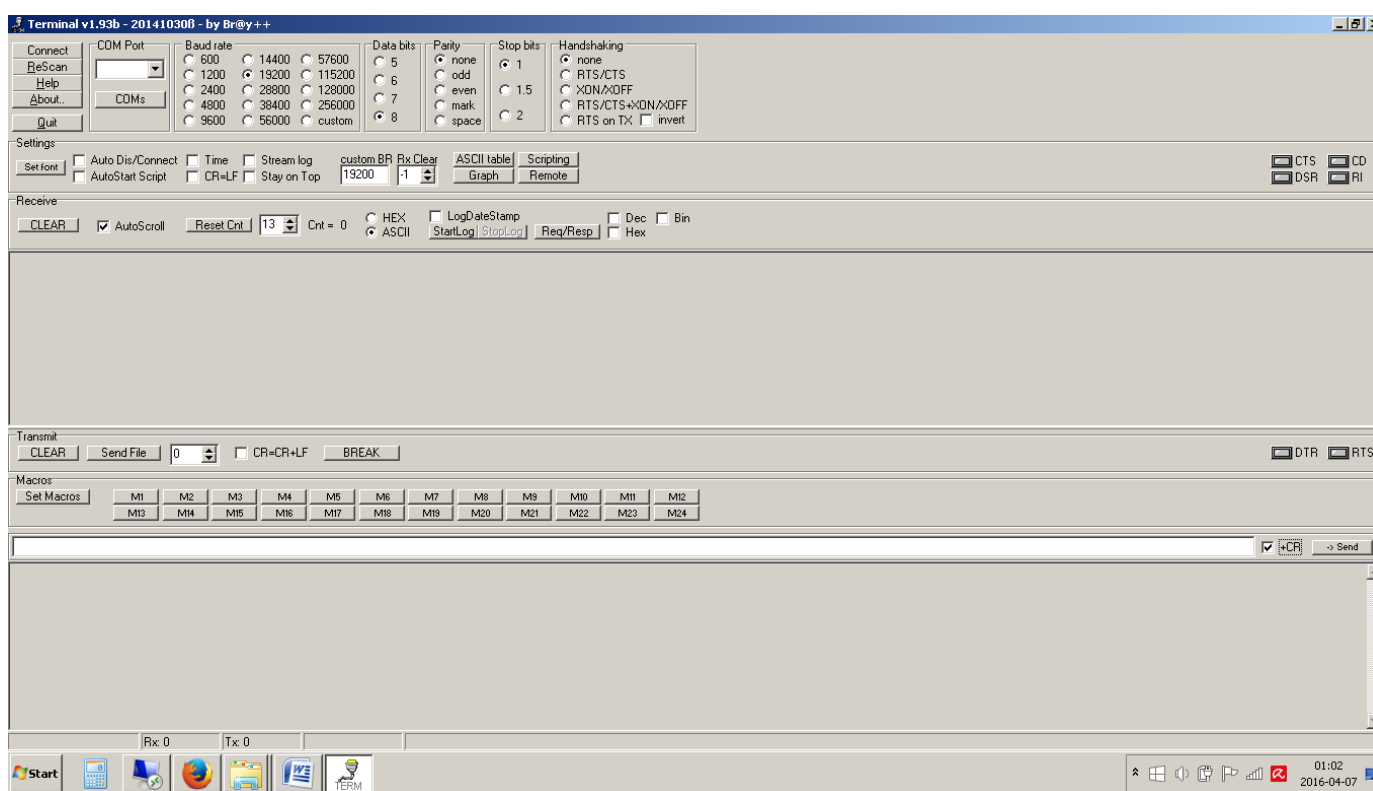 Terminal v1.93b - 20141030ß - by Br@y++
Connect
ReScan
Help
About..
Quit
COM Port
COMs
Baud rate
600 14400 57600
1200 19200 115200
2400 28800 128000
4800 38400 256000
9600 56000 custom
Data bits
5
6
7
8
Parity
none
odd
even
mark
space
Stop bits
1
1.5
2
Handshaking
none
RTS/CTS
XON/XOFF
RTS/CTS+XON/XOFF
RTS on TX invert
Settings
Set font
Auto Dis/Connect Time Stream log
AutoStart Script CR=LF Stay on Top
custom BR Rx Clear
19200 -1
ASCII table Scripting
Graph Remote
CTS CD
DSR RI
Receive
CLEAR AutoScroll Reset Cnt 13 Cnt = 0
HEX
ASCII
LogDateStamp
StartLog StopLog Req/Resp
Dec Bin
Hex
Transmit
CLEAR Send File 0 CR=CR+LF BREAK
DTR RTS
Macros
Set Macros M1 M2 M3 M4 M5 M6 M7 M8 M9 M10 M11 M12
M13 M14 M15 M16 M17 M18 M19 M20 M21 M22 M23 M24
+CR -> Send
Rx: 0 Tx: 0
Start
TERM
01:02
2016-04-07